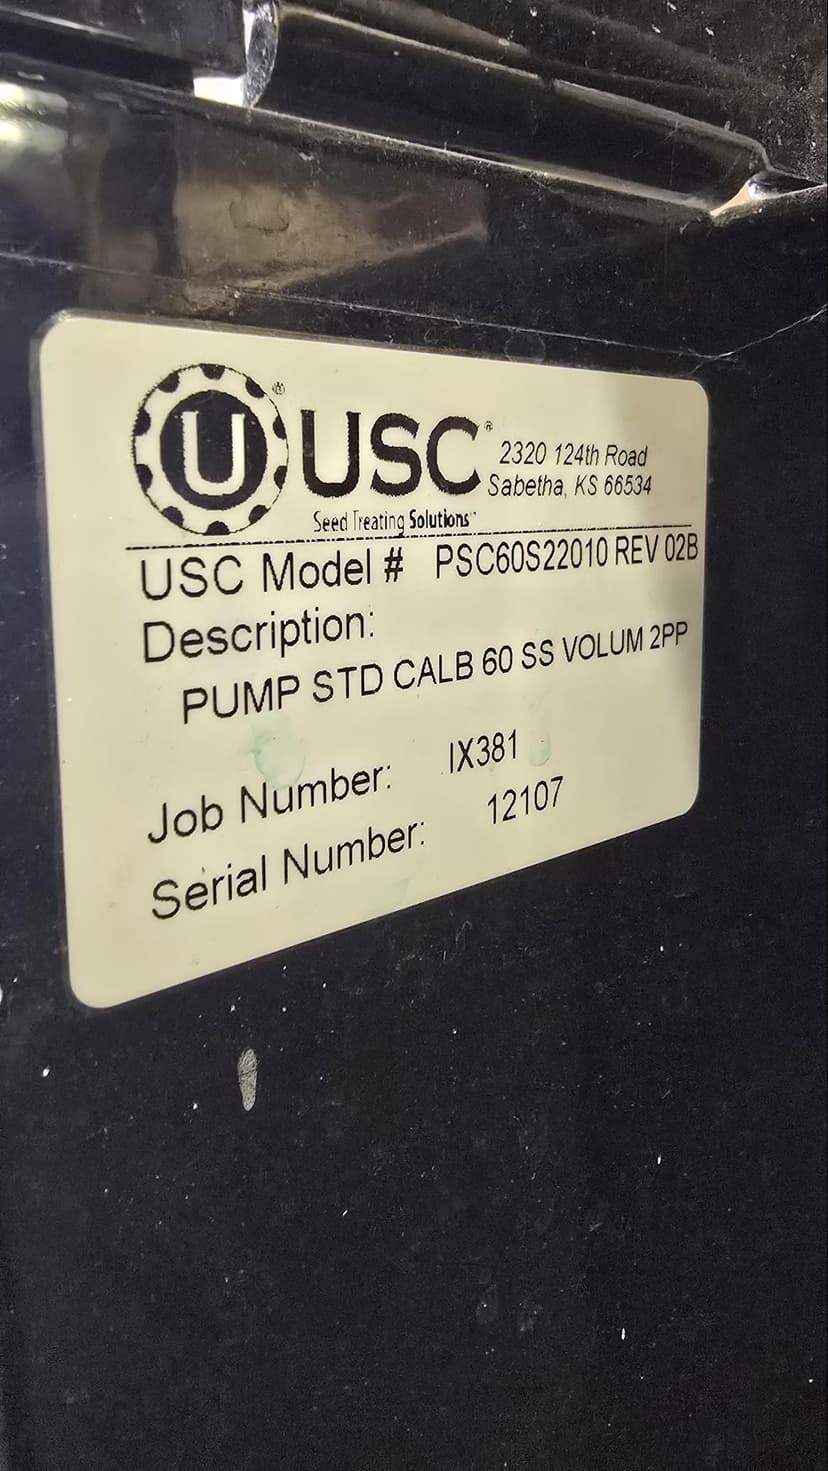 U® USC®
2320 124th Road
Sabetha, KS 66534
Seed Treating Solutions™
USC Model # PSC60S22010 REV 02B
Description:
PUMP STD CALB 60 SS VOLUM 2PP
Job Number: IX381
Serial Number: 12107